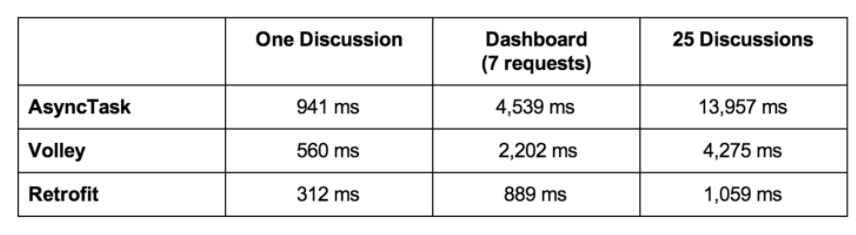 One Discussion Dashboard 25 Discussions
(7 requests)
AsyncTask 941 ms 4,539 ms 13,957 ms
Volley 560 ms 2,202 ms 4,275 ms
Retrofit 312 ms 889 ms 1,059 ms